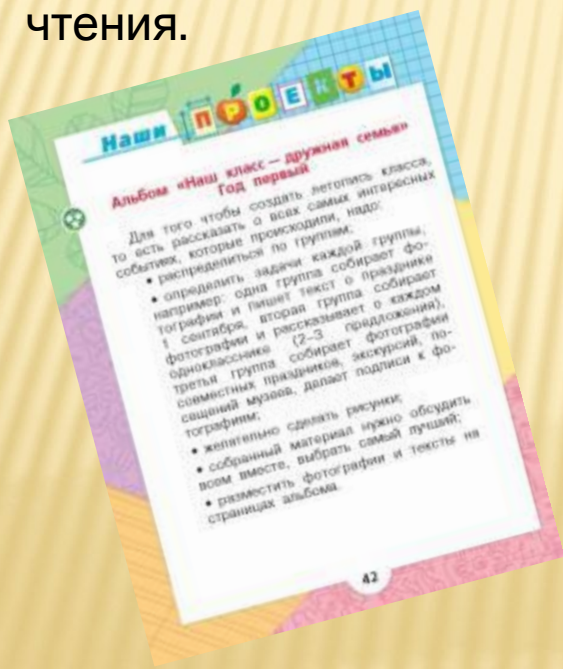 чтения.
Наши ПРОЕКТЫ
Альбом «Наш класс – дружная семья»
Год первый
Для того чтобы создать летопись класса,
то есть рассказать о всех самых интересных
событиях, которые происходили, надо:
• распределиться по группам;
• определить задачи каждой группы,
например: одна группа собирает фо-
тографии и пишет текст о празднике
1 сентября, вторая группа собирает
фотографии и рассказывает о каждом
однокласснике (2–3 предложения),
третья группа собирает фотографии
совместных праздников, экскурсий, по-
сещений музеев, делает подписи к фо-
тографиям;
• желательно сделать рисунки;
• собранный материал нужно обсудить
всем вместе, выбрать самый лучший;
• разместить фотографии и тексты на
страницах альбома.
42